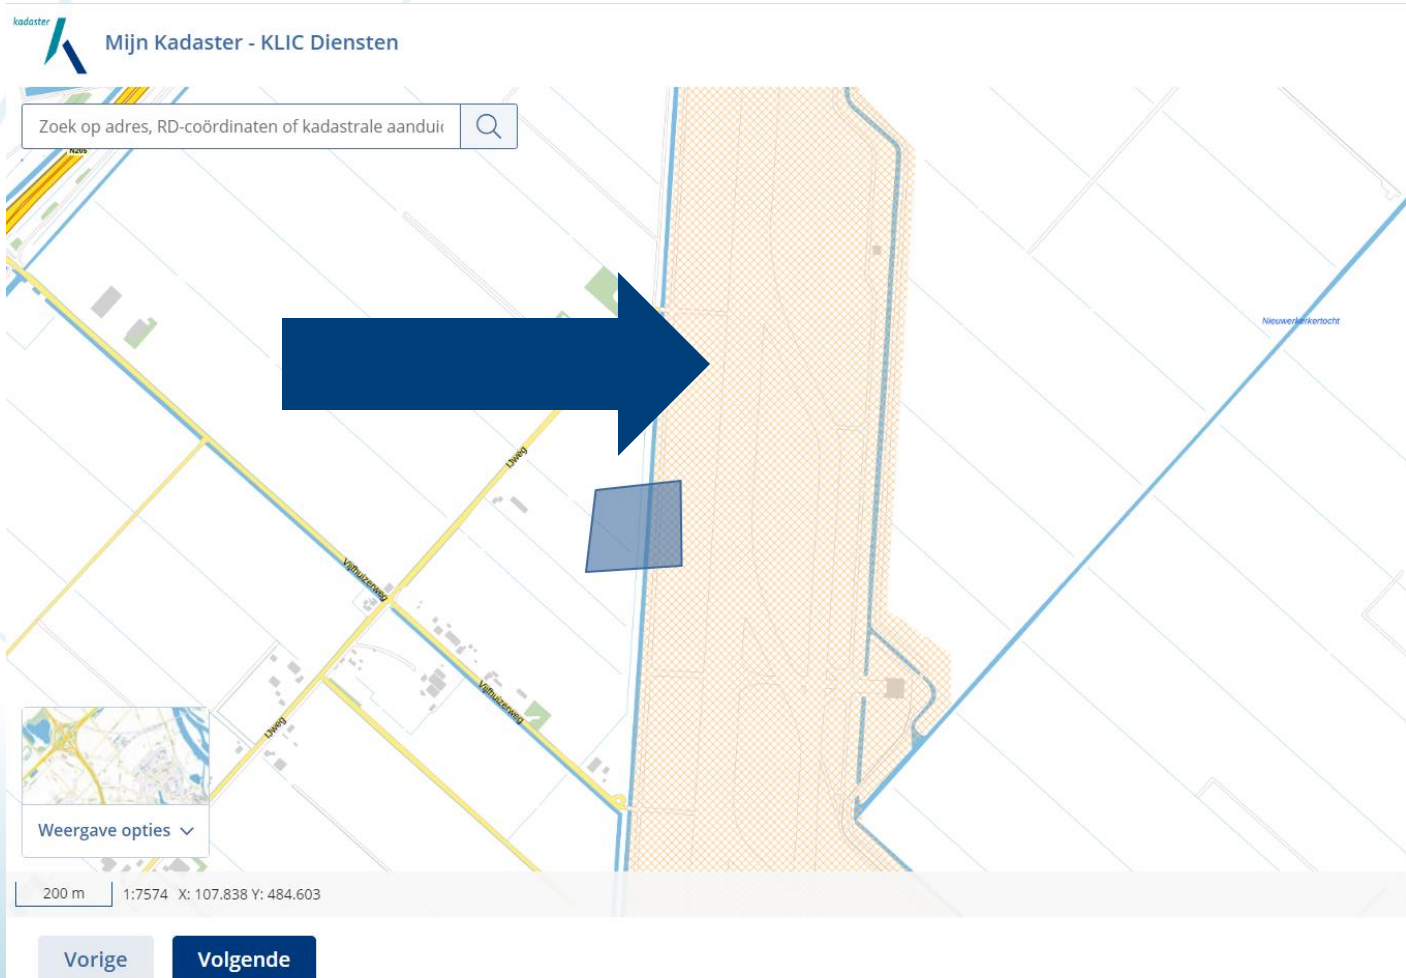 kadaster
Mijn Kadaster - KLIC Diensten
Zoek op adres, RD-coördinaten of kadastrale aandui
Nieuwerkerkertocht
IJweg
Vijfhuizerweg
Vijfhuizerweg
IJweg
Weergave opties
200 m 1:7574 X: 107.838 Y: 484.603
Vorige Volgende